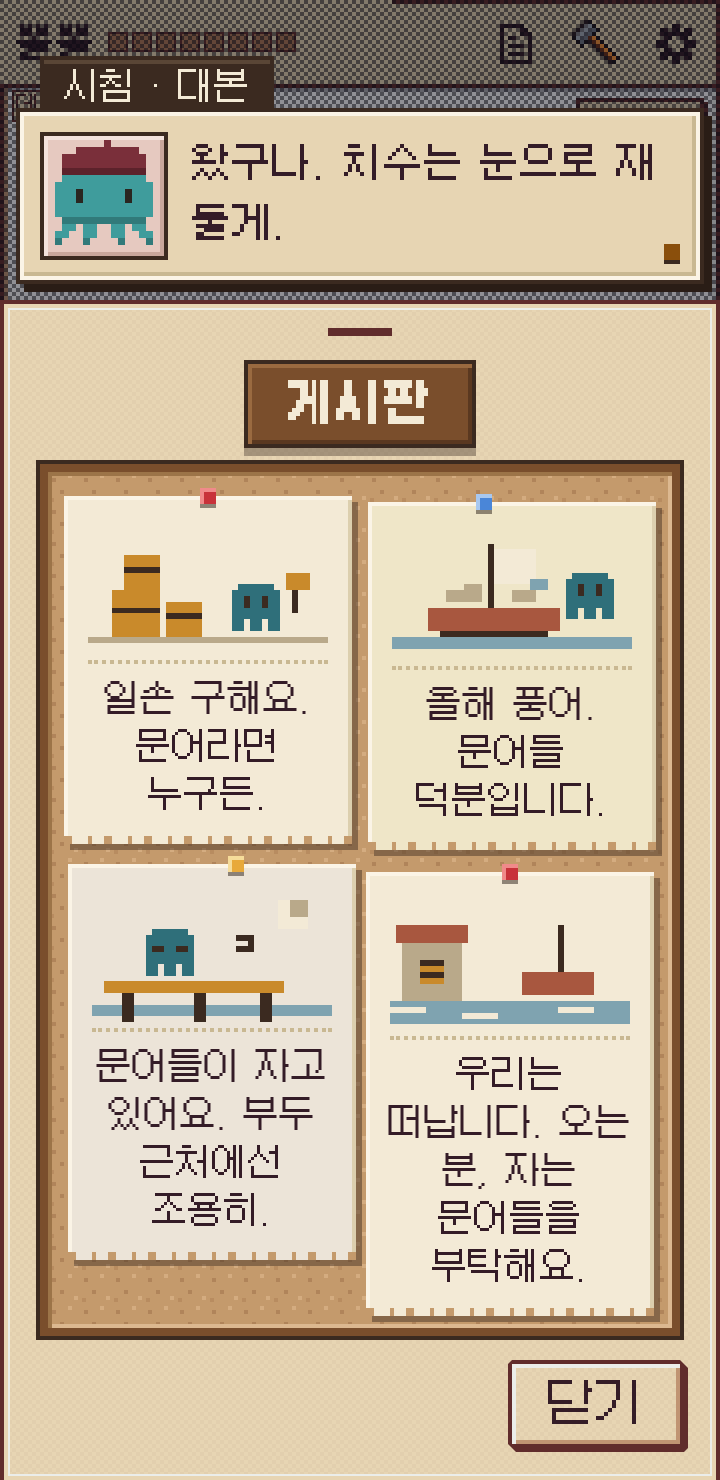 시침 · 대본
왔구나. 치수는 눈으로 재
둘게.
게시판
일손 구해요.
문어라면
누구든.
올해 풍어.
문어들
덕분입니다.
문어들이 자고
있어요. 부두
근처에선
조용히.
우리는
떠납니다. 오는
분, 자는
문어들을
부탁해요.
닫기